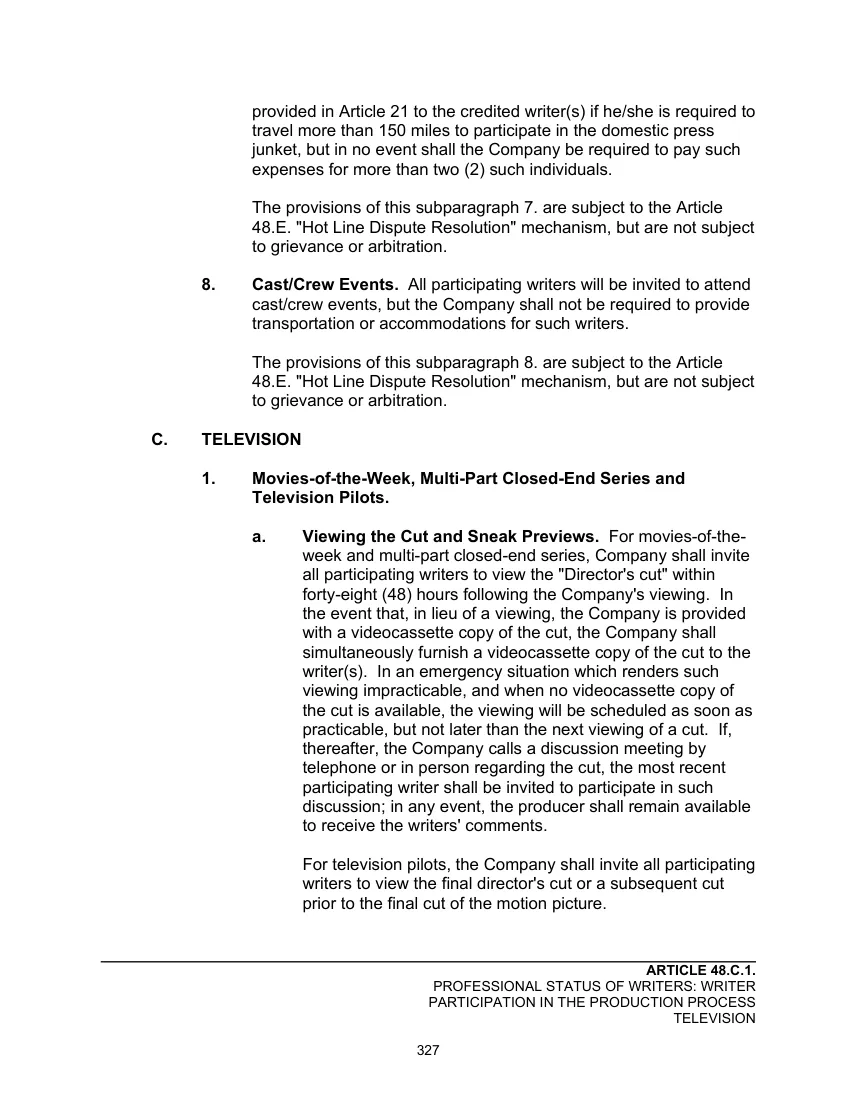 provided in Article 21 to the credited writer(s) if he/she is required to
travel more than 150 miles to participate in the domestic press
junket, but in no event shall the Company be required to pay such
expenses for more than two (2) such individuals.
The provisions of this subparagraph 7. are subject to the Article
48.E. "Hot Line Dispute Resolution" mechanism, but are not subject
to grievance or arbitration.
8. Cast/Crew Events. All participating writers will be invited to attend
cast/crew events, but the Company shall not be required to provide
transportation or accommodations for such writers.
The provisions of this subparagraph 8. are subject to the Article
48.E. "Hot Line Dispute Resolution" mechanism, but are not subject
to grievance or arbitration.
C. TELEVISION
1. Movies-of-the-Week, Multi-Part Closed-End Series and
Television Pilots.
a. Viewing the Cut and Sneak Previews. For movies-of-the-
week and multi-part closed-end series, Company shall invite
all participating writers to view the "Director's cut" within
forty-eight (48) hours following the Company's viewing. In
the event that, in lieu of a viewing, the Company is provided
with a videocassette copy of the cut, the Company shall
simultaneously furnish a videocassette copy of the cut to the
writer(s). In an emergency situation which renders such
viewing impracticable, and when no videocassette copy of
the cut is available, the viewing will be scheduled as soon as
practicable, but not later than the next viewing of a cut. If,
thereafter, the Company calls a discussion meeting by
telephone or in person regarding the cut, the most recent
participating writer shall be invited to participate in such
discussion; in any event, the producer shall remain available
to receive the writers' comments.
For television pilots, the Company shall invite all participating
writers to view the final director's cut or a subsequent cut
prior to the final cut of the motion picture.
ARTICLE 48.C.1.
PROFESSIONAL STATUS OF WRITERS: WRITER
PARTICIPATION IN THE PRODUCTION PROCESS
TELEVISION
327